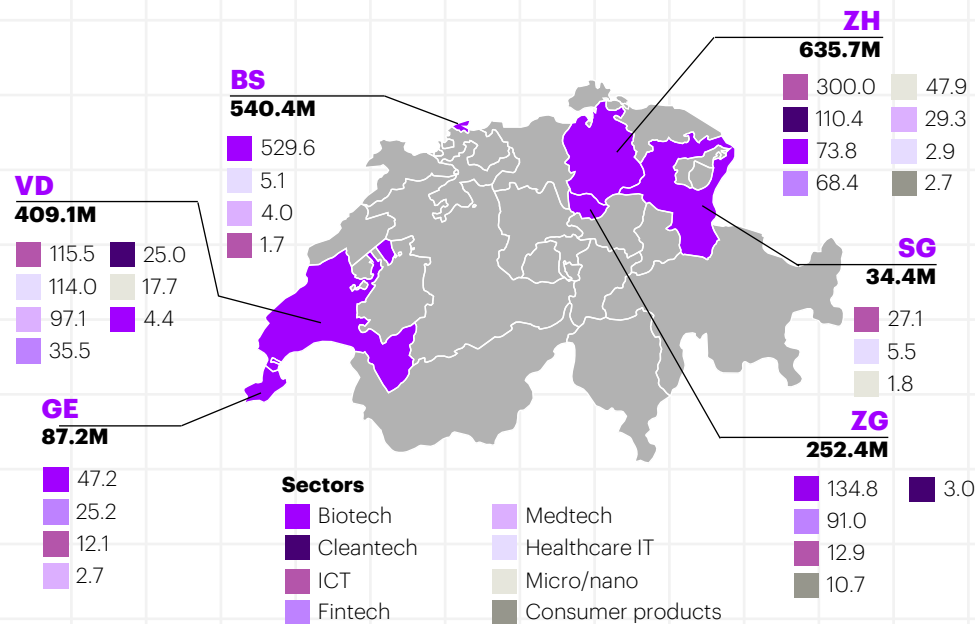 ZH
635.7M
300.0 47.9
110.4 29.3
73.8 2.9
68.4 2.7
BS
540.4M
529.6
5.1
4.0
1.7
VD
409.1M
115.5 25.0
114.0 17.7
97.1 4.4
35.5
SG
34.4M
27.1
5.5
1.8
GE
87.2M
47.2
25.2
12.1
2.7
ZG
252.4M
134.8 3.0
91.0
12.9
10.7
Sectors
Biotech Medtech
Cleantech Healthcare IT
ICT Micro/nano
Fintech Consumer products